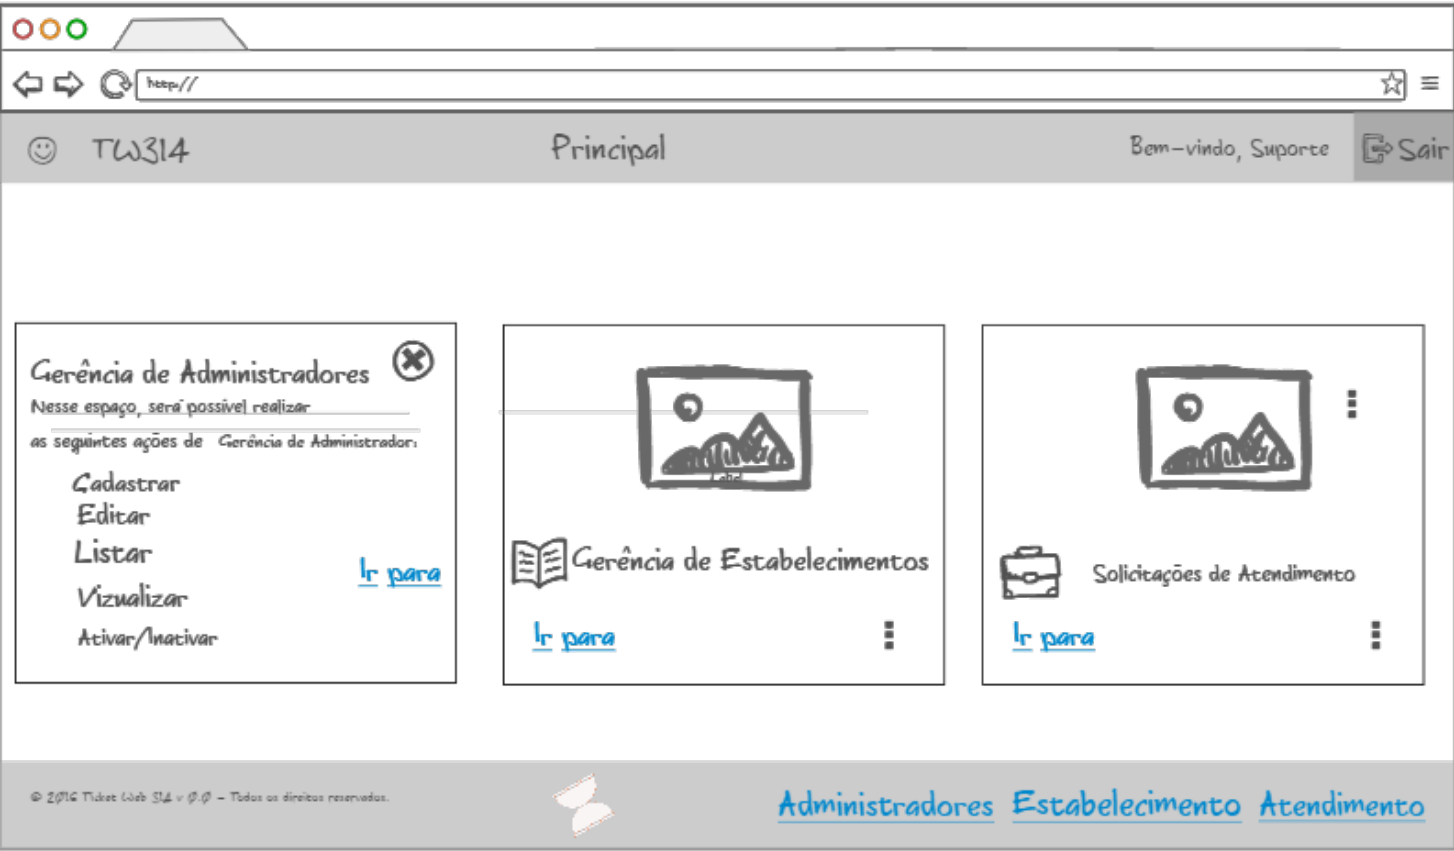 http://
TW314
Principal
Bem-vindo, Suporte
Sair
Gerência de Administradores
Nesse espaço, será possível realizar
as seguintes ações de Gerência de Administrador:
Cadastrar
Editar
Listar
Vizualizar
Ativar/Inativar
Ir para
Label
Gerência de Estabelecimentos
Ir para
Solicitações de Atendimento
Ir para
© 2016 Ticket Web 314 v 0.0 - Todos os direitos reservados.
Administradores Estabelecimento Atendimento